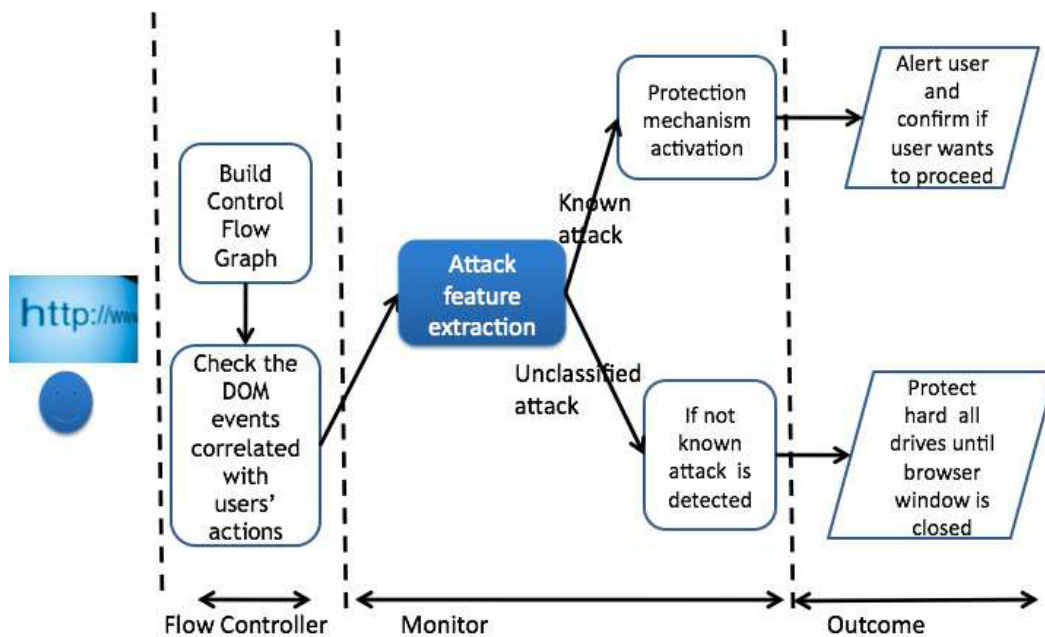 http://www
Build
Control
Flow
Graph
Check the
DOM
events
correlated
with
users'
actions
Attack
feature
extraction
Known
attack
Unclassified
attack
Protection
mechanism
activation
If not
known
attack is
detected
Alert user
and
confirm if
user wants
to proceed
Protect
hard all
drives until
browser
window is
closed
Flow Controller
Monitor
Outcome